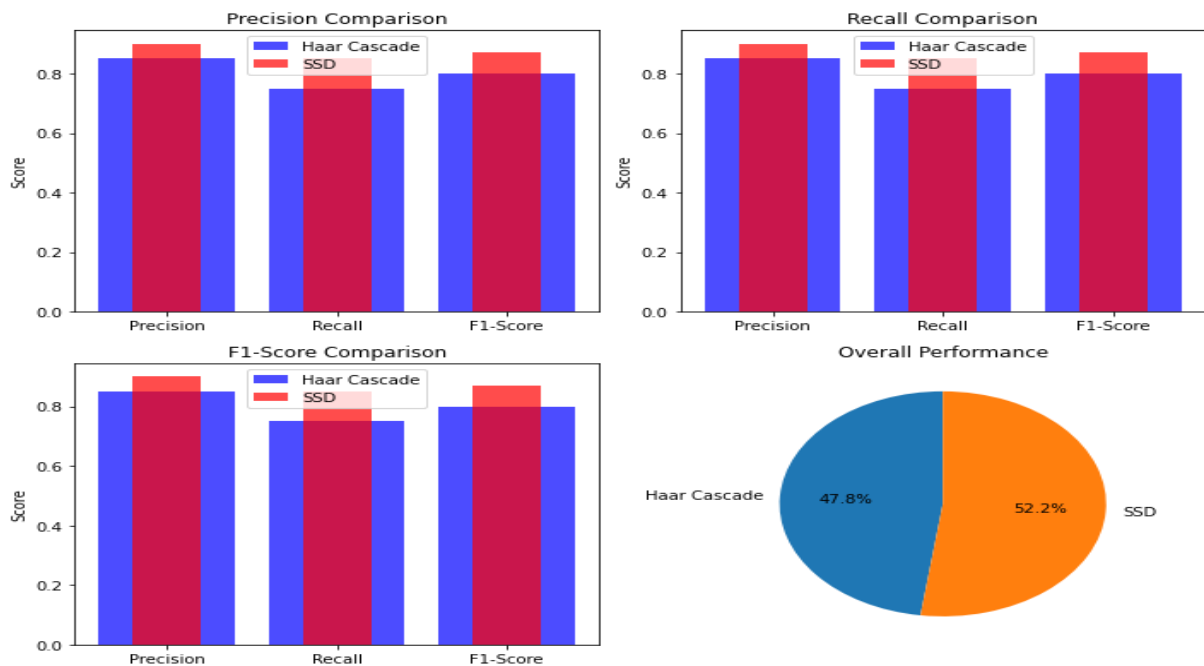 Precision Comparison
Haar Cascade
SSD
0.8
0.6
0.4
0.2
0.0
Score
Precision Recall F1-Score
Recall Comparison
Haar Cascade
SSD
0.8
0.6
0.4
0.2
0.0
Score
Precision Recall F1-Score
F1-Score Comparison
Haar Cascade
SSD
0.8
0.6
0.4
0.2
0.0
Score
Precision Recall F1-Score
Overall Performance
Haar Cascade
47.8%
52.2%
SSD